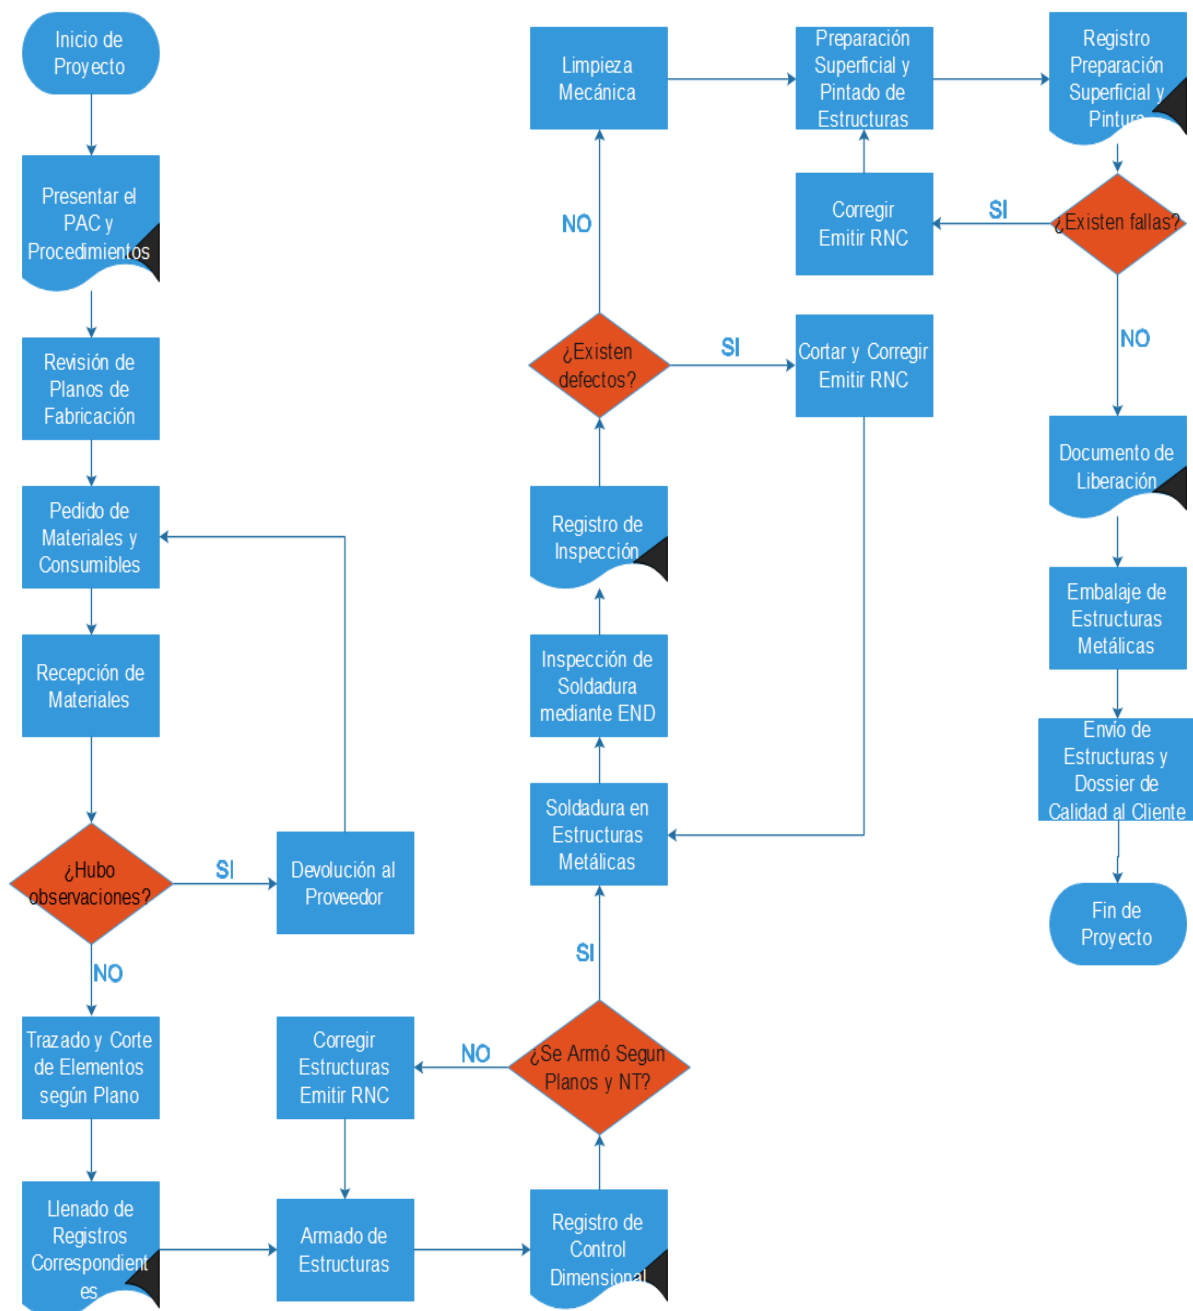 Inicio de
Proyecto
Presentar el
PAC y
Procedimientos
Revisión de
Planos de
Fabricación
Pedido de
Materiales y
Consumibles
Recepción de
Materiales
¿Hubo
observaciones?
SI
Devolución al
Proveedor
NO
Trazado y Corte
de Elementos
según Plano
Llenado de
Registros
Correspondient
es
Armado de
Estructuras
Corregir
Estructuras
Emitir RNC
NO
Registro de
Control
Dimensional
¿Se Armó Segun
Planos y NT?
SI
Soldadura en
Estructuras
Metálicas
Inspección de
Soldadura
mediante END
Registro de
Inspección
¿Existen
defectos?
SI
Cortar y Corregir
Emitir RNC
NO
Limpieza
Mecánica
Preparación
Superficial y
Pintado de
Estructuras
Registro
Preparación
Superficial y
Pintura
¿Existen fallas?
SI
Corregir
Emitir RNC
NO
Documento de
Liberación
Embalaje de
Estructuras
Metálicas
Envío de
Estructuras y
Dossier de
Calidad al Cliente
Fin de
Proyecto